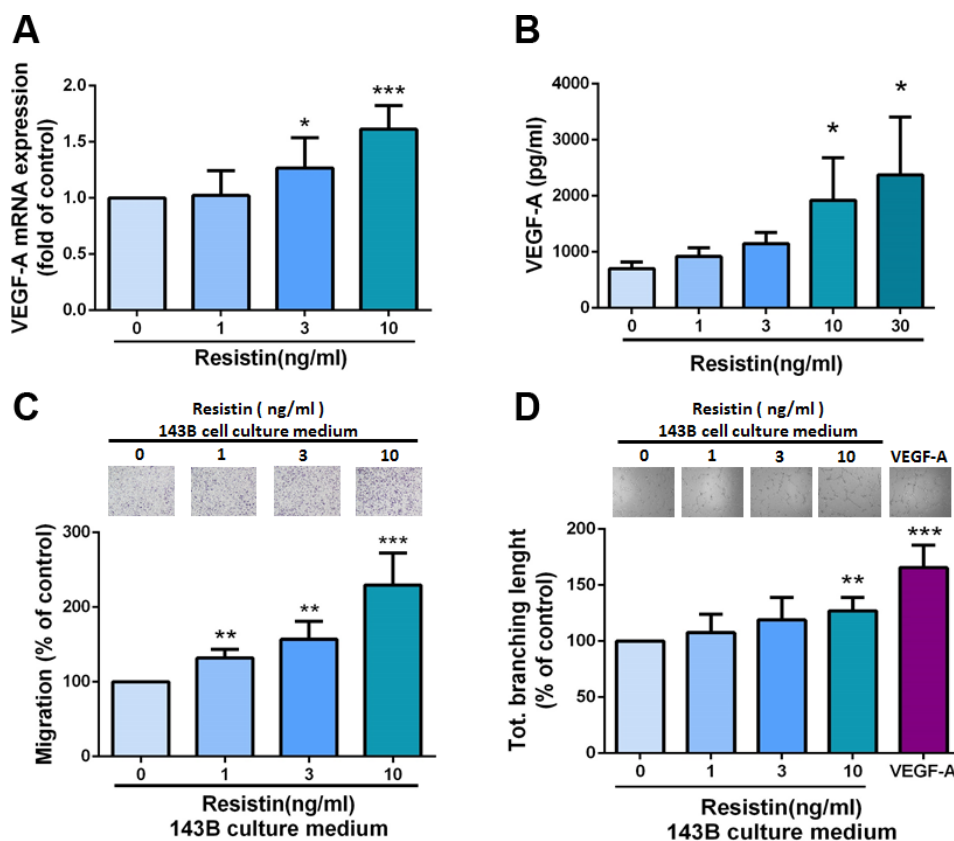 A
VEGF-A mRNA expression
(fold of control)
2.0
1.5
1.0
0.5
0.0
*
***
0 1 3 10
Resistin(ng/ml)
B
VEGF-A (pg/ml)
4000
3000
2000
1000
0
*
*
0 1 3 10 30
Resistin(ng/ml)
C
Resistin ( ng/ml )
143B cell culture medium
0 1 3 10
Migration (% of control)
300
200
100
0
**
**
***
0 1 3 10
Resistin(ng/ml)
143B culture medium
D
Resistin ( ng/ml )
143B cell culture medium
0 1 3 10 VEGF-A
Tot. branching lenght
(% of control)
200
150
100
50
0
**
***
0 1 3 10 VEGF-A
Resistin(ng/ml)
143B culture medium